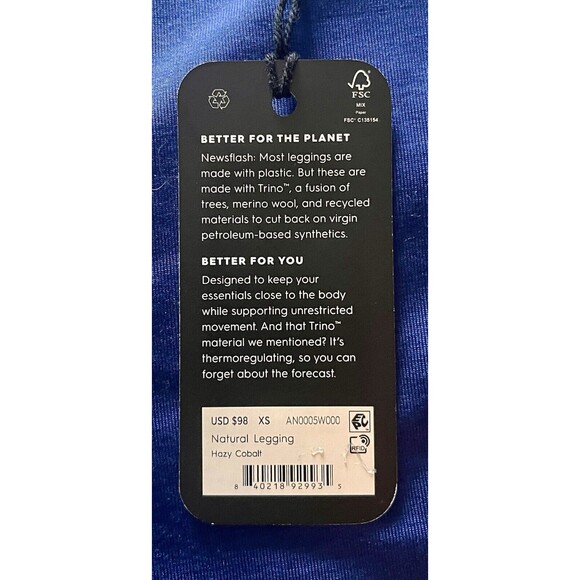 FSC
MIX
Paper
FSC® C135154
BETTER FOR THE PLANET
Newsflash: Most leggings are
made with plastic. But these are
made with Trino™, a fusion of
trees, merino wool, and recycled
materials to cut back on virgin
petroleum-based synthetics.
BETTER FOR YOU
Designed to keep your
essentials close to the body
while supporting unrestricted
movement. And that Trino™
material we mentioned? It's
thermoregulating, so you can
forget about the forecast.
USD $98 XS AN0005W000
Natural Legging
Hazy Cobalt
RFID
8 40218 92993 5